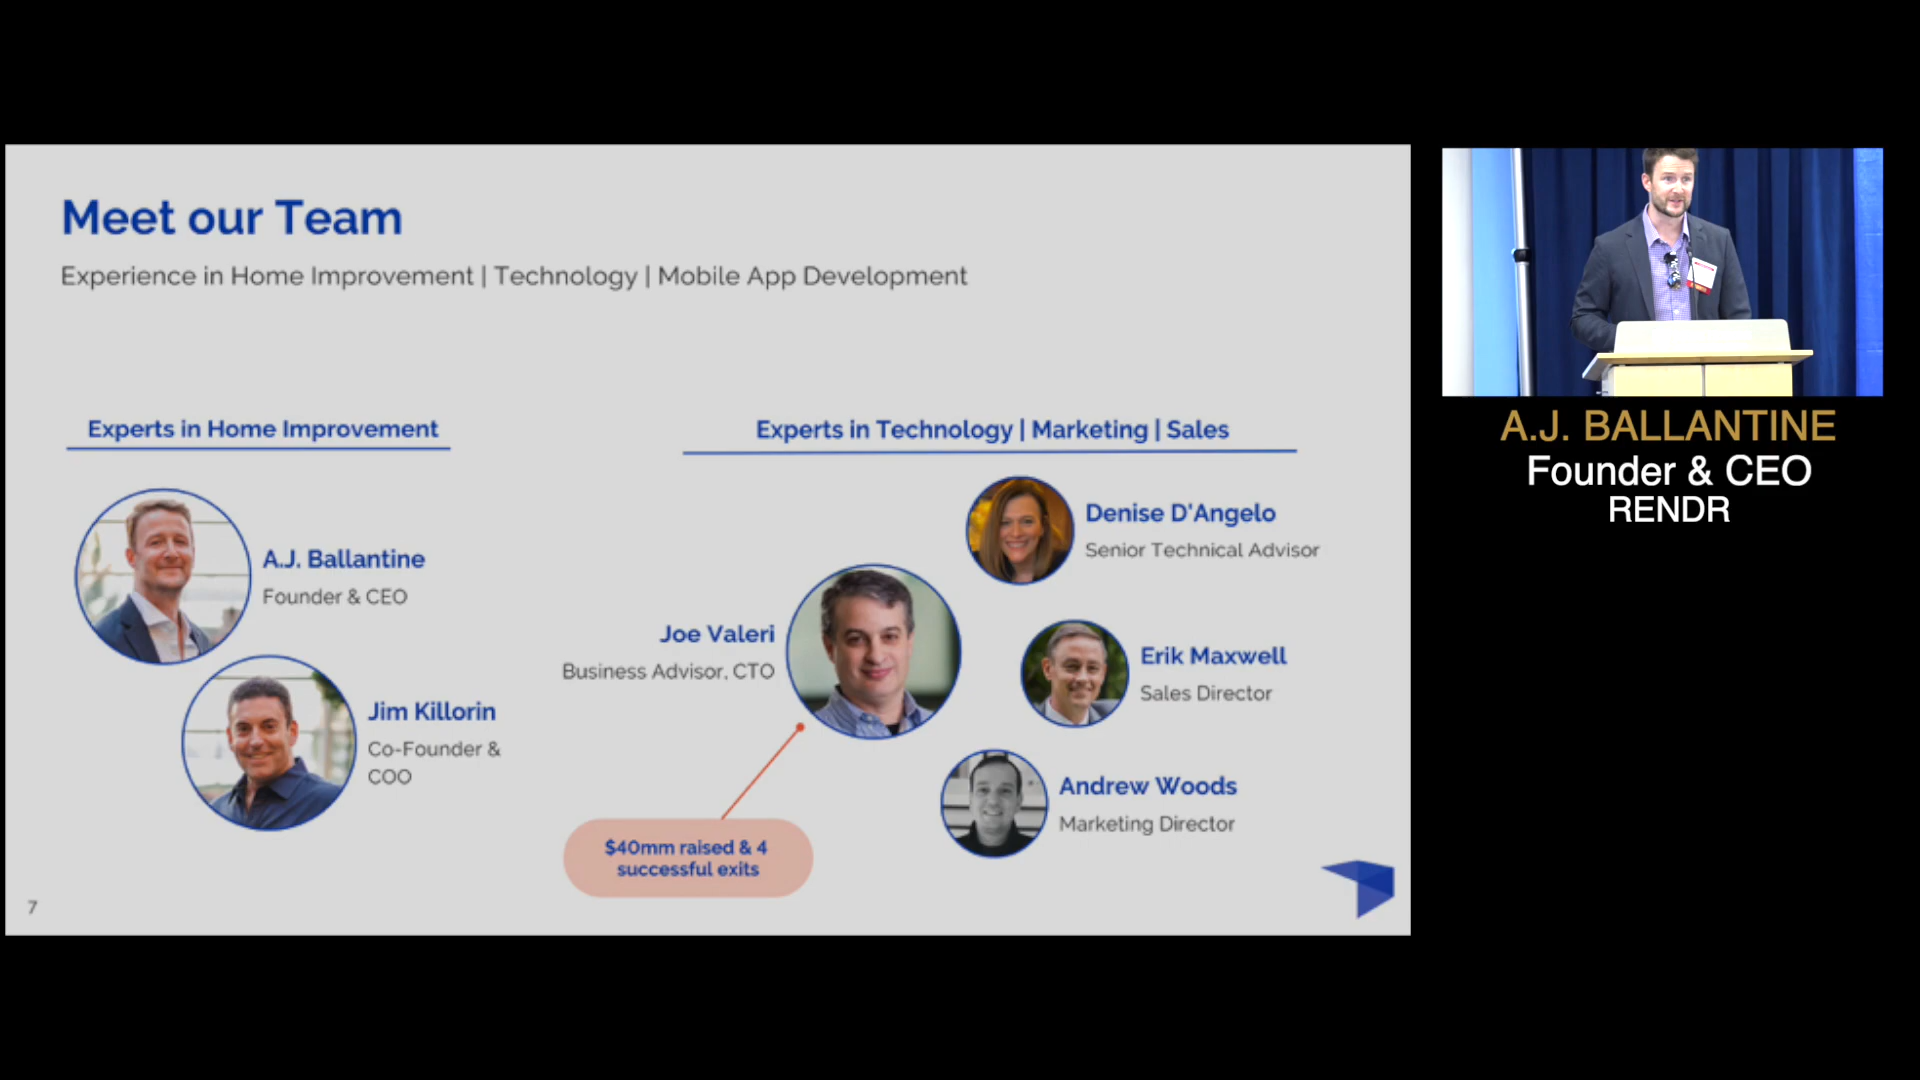 Meet our Team
Experience in Home Improvement | Technology | Mobile App Development
Experts in Home Improvement
A.J. Ballantine
Founder & CEO
Jim Killorin
Co-Founder &
COO
Experts in Technology | Marketing | Sales
Joe Valeri
Business Advisor, CTO
$40mm raised & 4
successful exits
Denise D'Angelo
Senior Technical Advisor
Erik Maxwell
Sales Director
Andrew Woods
Marketing Director
7
A.J. BALLANTINE
Founder & CEO
RENDR